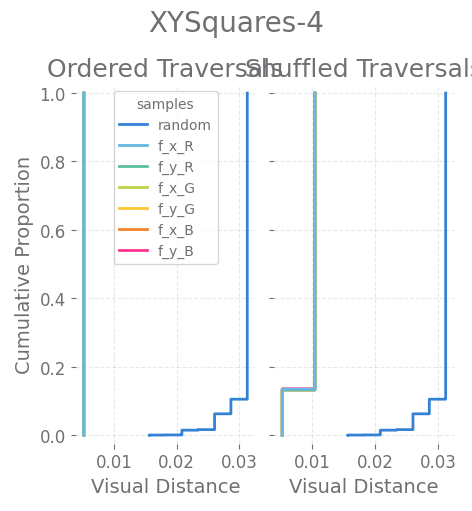 XYSquares-4
Ordered Traversals
Shuffled Traversals
samples
random
f_x_R
f_y_R
f_x_G
f_y_G
f_x_B
f_y_B
Cumulative Proportion
1.0
0.8
0.6
0.4
0.2
0.0
0.01 0.02 0.03
0.01 0.02 0.03
Visual Distance
Visual Distance